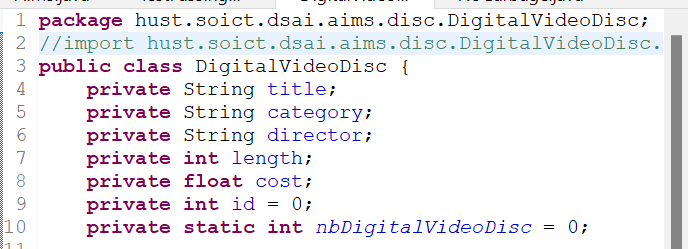 1 package hust.soict.dsai.aims.disc.DigitalVideoDisc;
2 //import hust.soict.dsai.aims.disc.DigitalVideoDisc.
3 public class DigitalVideoDisc {
4 private String title;
5 private String category;
6 private String director;
7 private int length;
8 private float cost;
9 private int id = 0;
10 private static int nbDigitalVideoDisc = 0;